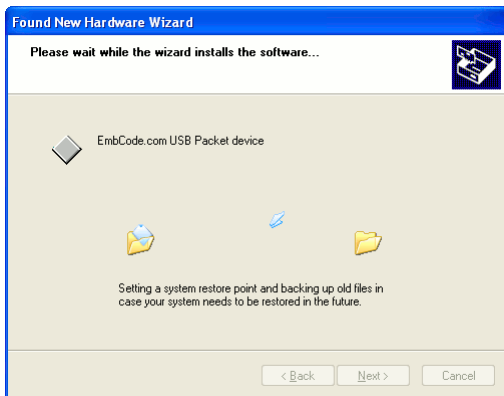 Found New Hardware Wizard
Please wait while the wizard installs the software...
EmbCode.com USB Packet device
Setting a system restore point and backing up old files in
case your system needs to be restored in the future.
< Back Next > Cancel